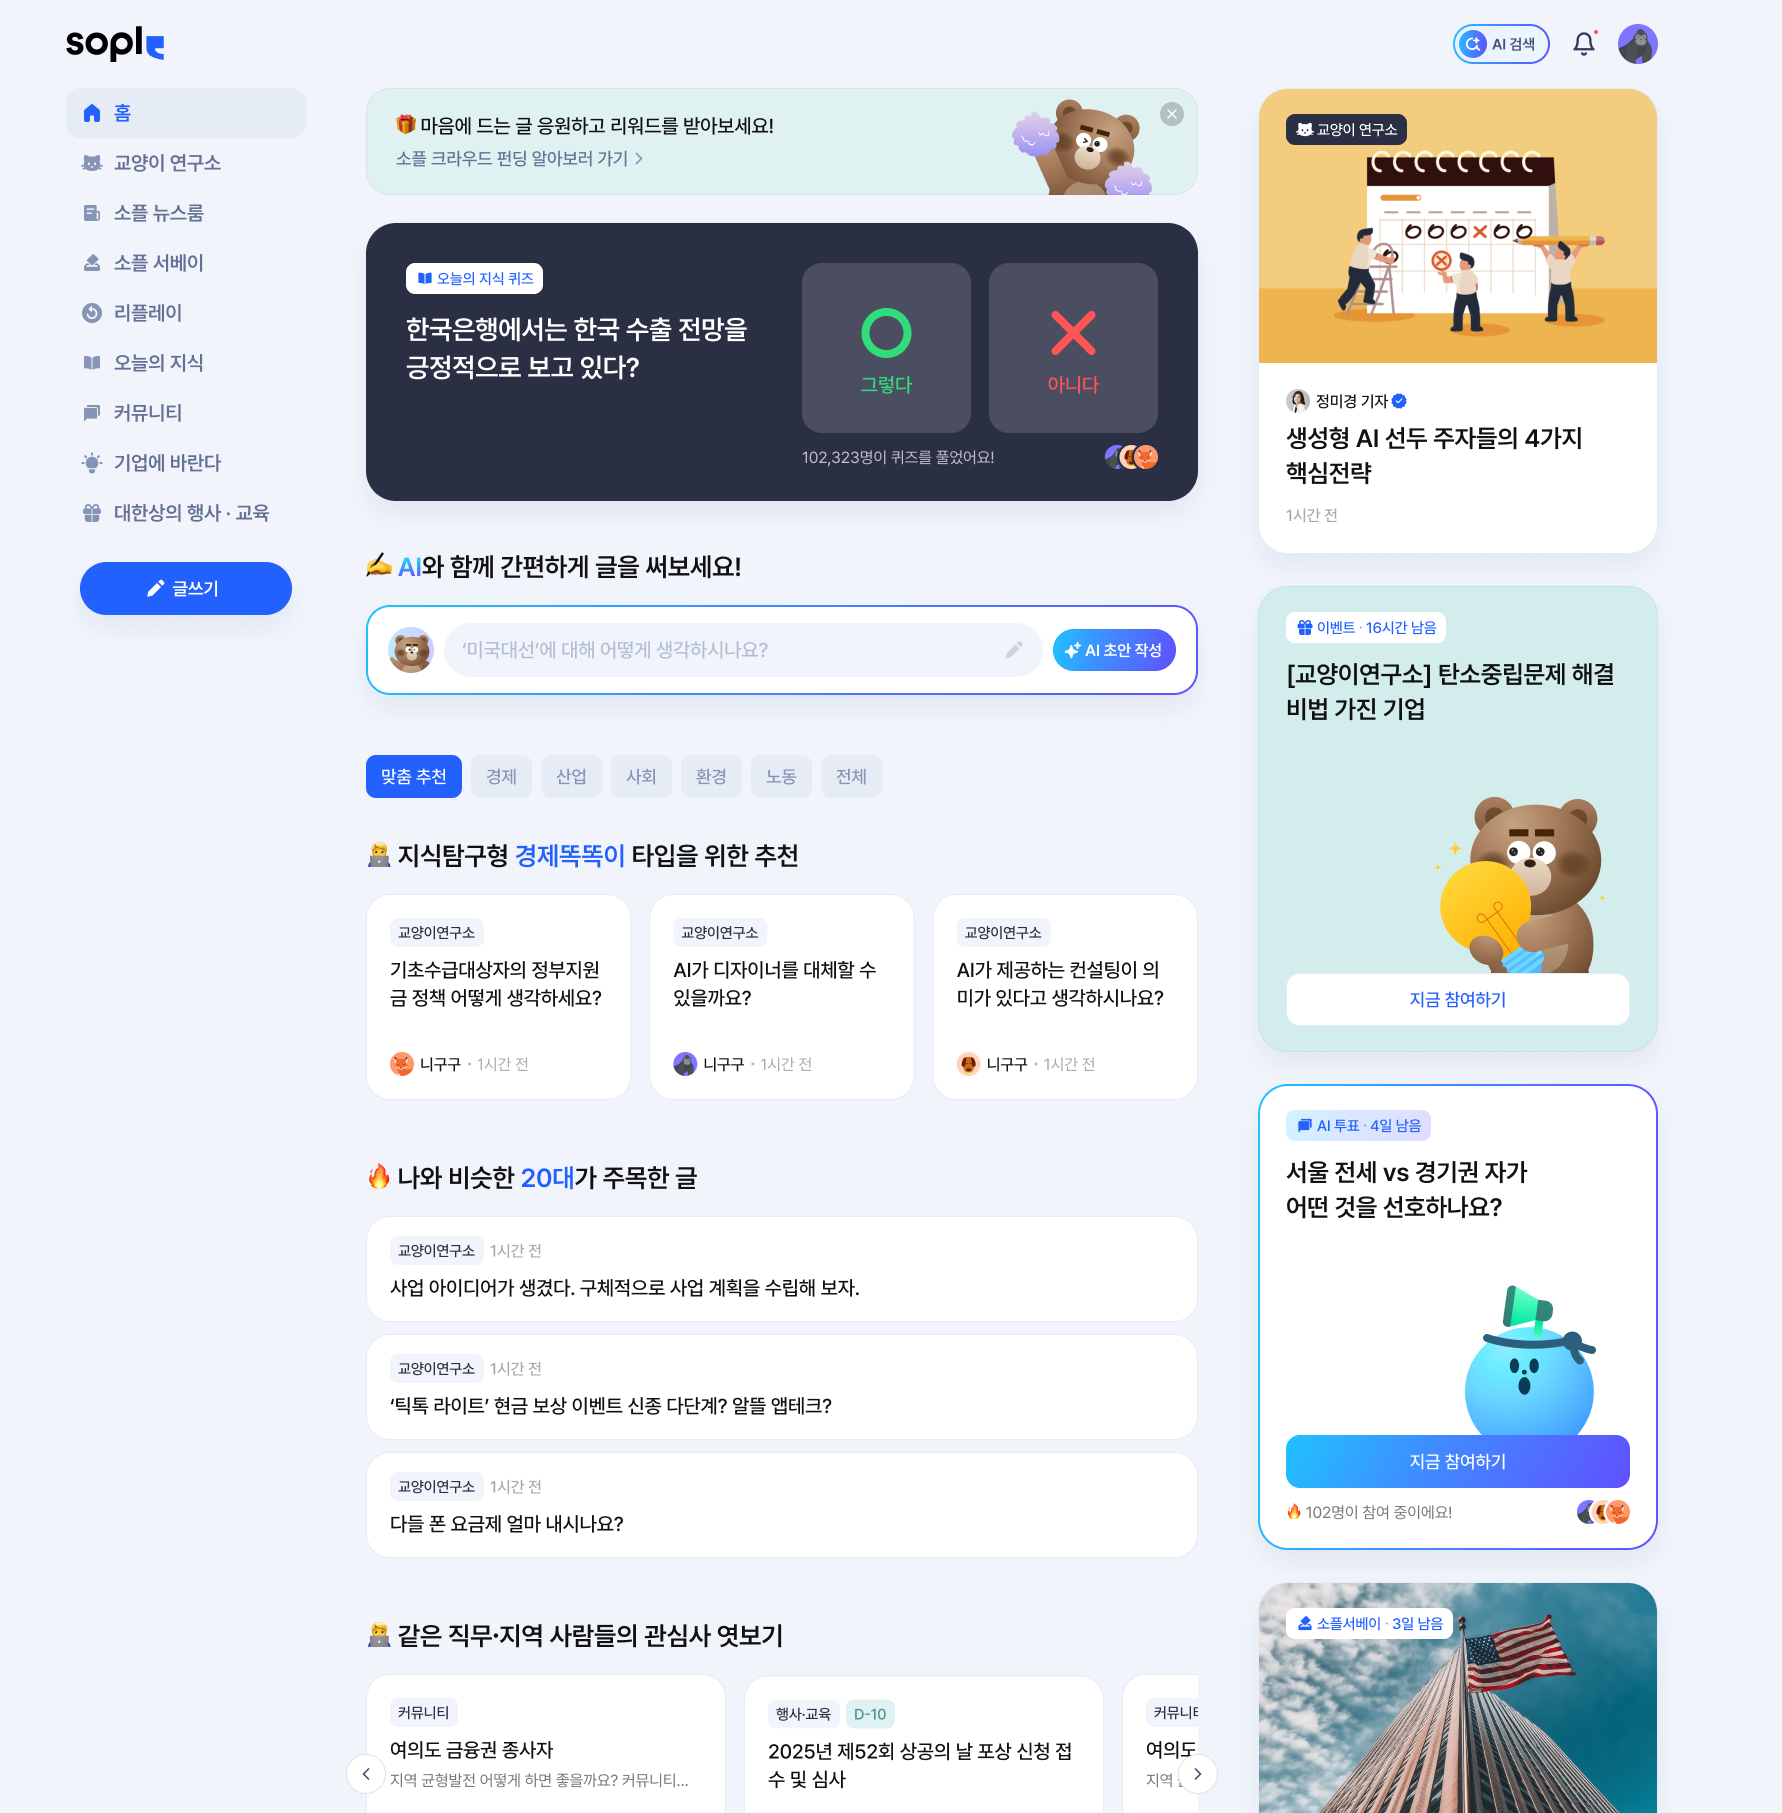 sopl
AI 검색
홈
교양이 연구소
소플 뉴스룸
소플 서베이
리플레이
오늘의 지식
커뮤니티
기업에 바란다
대한상의 행사 · 교육
글쓰기
마음에 드는 글 응원하고 리워드를 받아보세요!
소플 크라우드 펀딩 알아보러 가기
오늘의 지식 퀴즈
한국은행에서는 한국 수출 전망을
긍정적으로 보고 있다?
그렇다
아니다
102,323명이 퀴즈를 풀었어요!
AI와 함께 간편하게 글을 써보세요!
‘미국대선’에 대해 어떻게 생각하시나요?
AI 초안 작성
맞춤 추천
경제
산업
사회
환경
노동
전체
지식탐구형 경제똑똑이 타입을 위한 추천
교양이연구소
기초수급대상자의 정부지원
금 정책 어떻게 생각하세요?
니구구 • 1시간 전
교양이연구소
AI가 디자이너를 대체할 수
있을까요?
니구구 • 1시간 전
교양이연구소
AI가 제공하는 컨설팅이 의
미가 있다고 생각하시나요?
니구구 • 1시간 전
나와 비슷한 20대가 주목한 글
교양이연구소 1시간 전
사업 아이디어가 생겼다. 구체적으로 사업 계획을 수립해 보자.
교양이연구소 1시간 전
‘틱톡 라이트’ 현금 보상 이벤트 신종 다단계? 알뜰 앱테크?
교양이연구소 1시간 전
다들 폰 요금제 얼마 내시나요?
같은 직무·지역 사람들의 관심사 엿보기
커뮤니티
여의도 금융권 종사자
지역 균형발전 어떻게 하면 좋을까요? 커뮤니티...
행사·교육 D-10
2025년 제52회 상공의 날 포상 신청 접
수 및 심사
여의도
지역
교양이 연구소
정미경 기자
생성형 AI 선두 주자들의 4가지
핵심전략
1시간 전
이벤트 · 16시간 남음
[교양이연구소] 탄소중립문제 해결
비법 가진 기업
지금 참여하기
AI 투표 · 4일 남음
서울 전세 vs 경기권 자가
어떤 것을 선호하나요?
지금 참여하기
102명이 참여 중이에요!
소플서베이 · 3일 남음